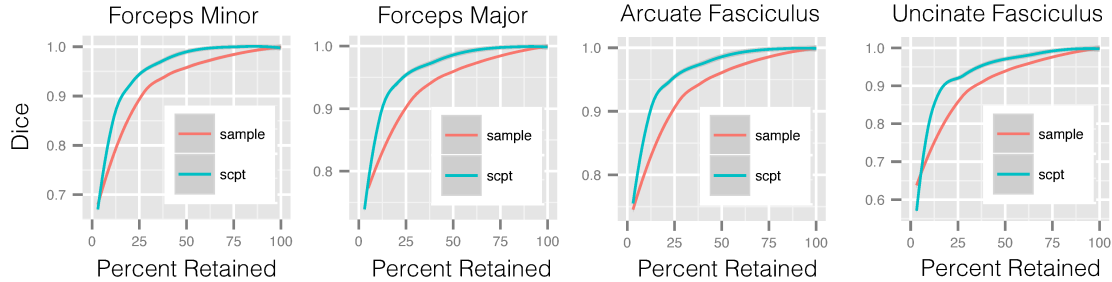 Forceps Minor
Dice
1.0
0.9
0.8
0.7
sample
scpt
0 25 50 75 100
Percent Retained
Forceps Major
1.0
0.9
0.8
sample
scpt
0 25 50 75 100
Percent Retained
Arcuate Fasciculus
1.0
0.9
0.8
sample
scpt
0 25 50 75 100
Percent Retained
Uncinate Fasciculus
1.0
0.9
0.8
0.7
0.6
sample
scpt
0 25 50 75 100
Percent Retained